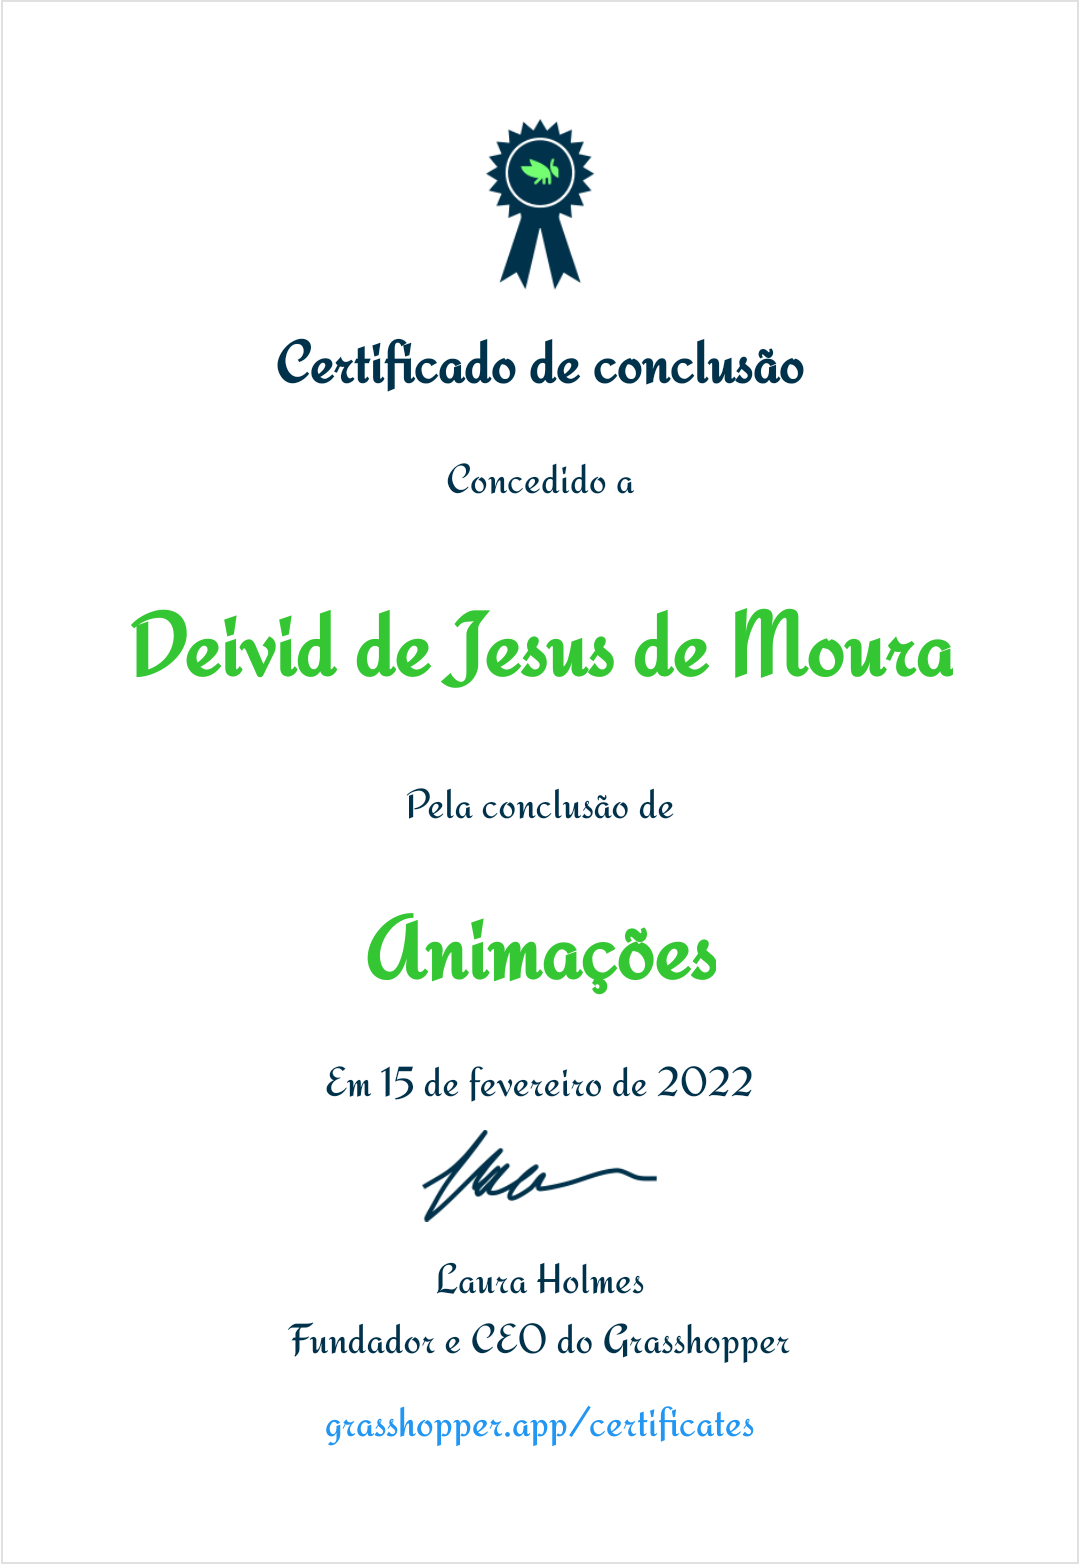 Certificado de conclusão
Concedido a
Deivid de Jesus de Moura
Pela conclusão de
Animações
Em 15 de fevereiro de 2022
Laura Holmes
Fundador e CEO do Grasshopper
grasshopper.app/certificates